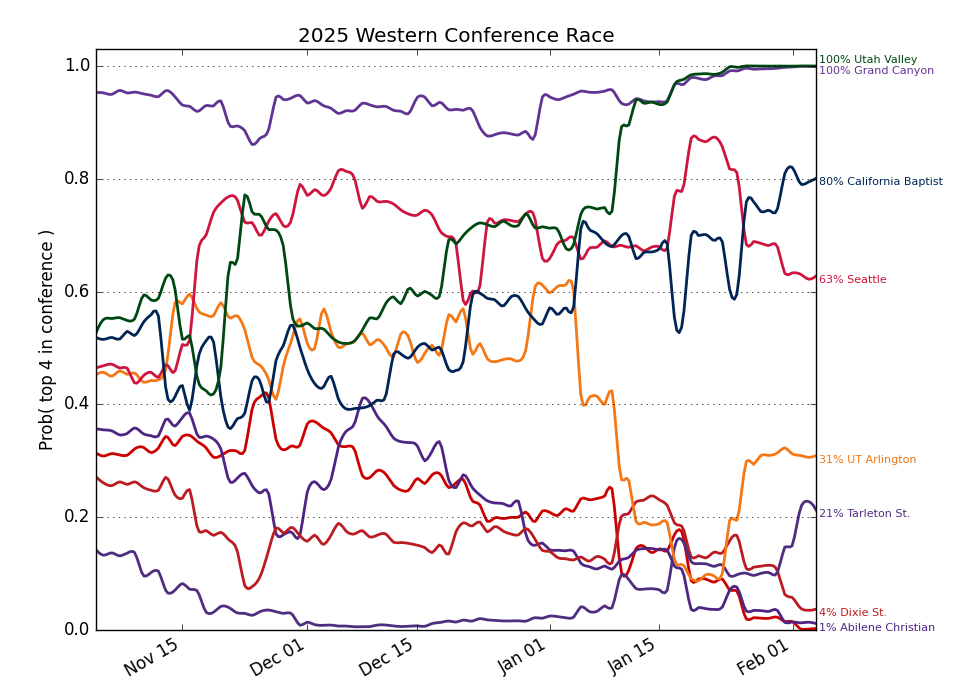 2025 Western Conference Race
Prob( top 4 in conference )
1.0
0.8
0.6
0.4
0.2
0.0
100% Utah Valley
100% Grand Canyon
80% California Baptist
63% Seattle
31% UT Arlington
21% Tarleton St.
4% Dixie St.
1% Abilene Christian
Nov 15
Dec 01
Dec 15
Jan 01
Jan 15
Feb 01